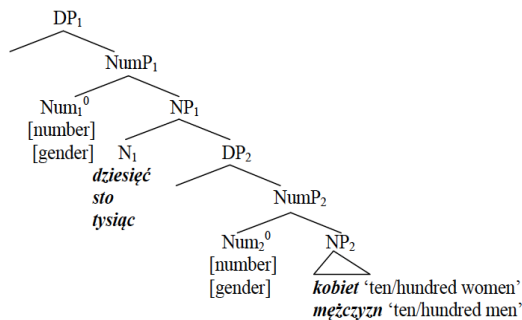 DP₁
NumP₁
Num₁⁰ NP₁
[number]
[gender] N₁ DP₂
dziesięć
sto NumP₂
tysiąc
Num₂⁰ NP₂
[number]
[gender] kobiet ‘ten/hundred women’
mężczyzn ‘ten/hundred men’